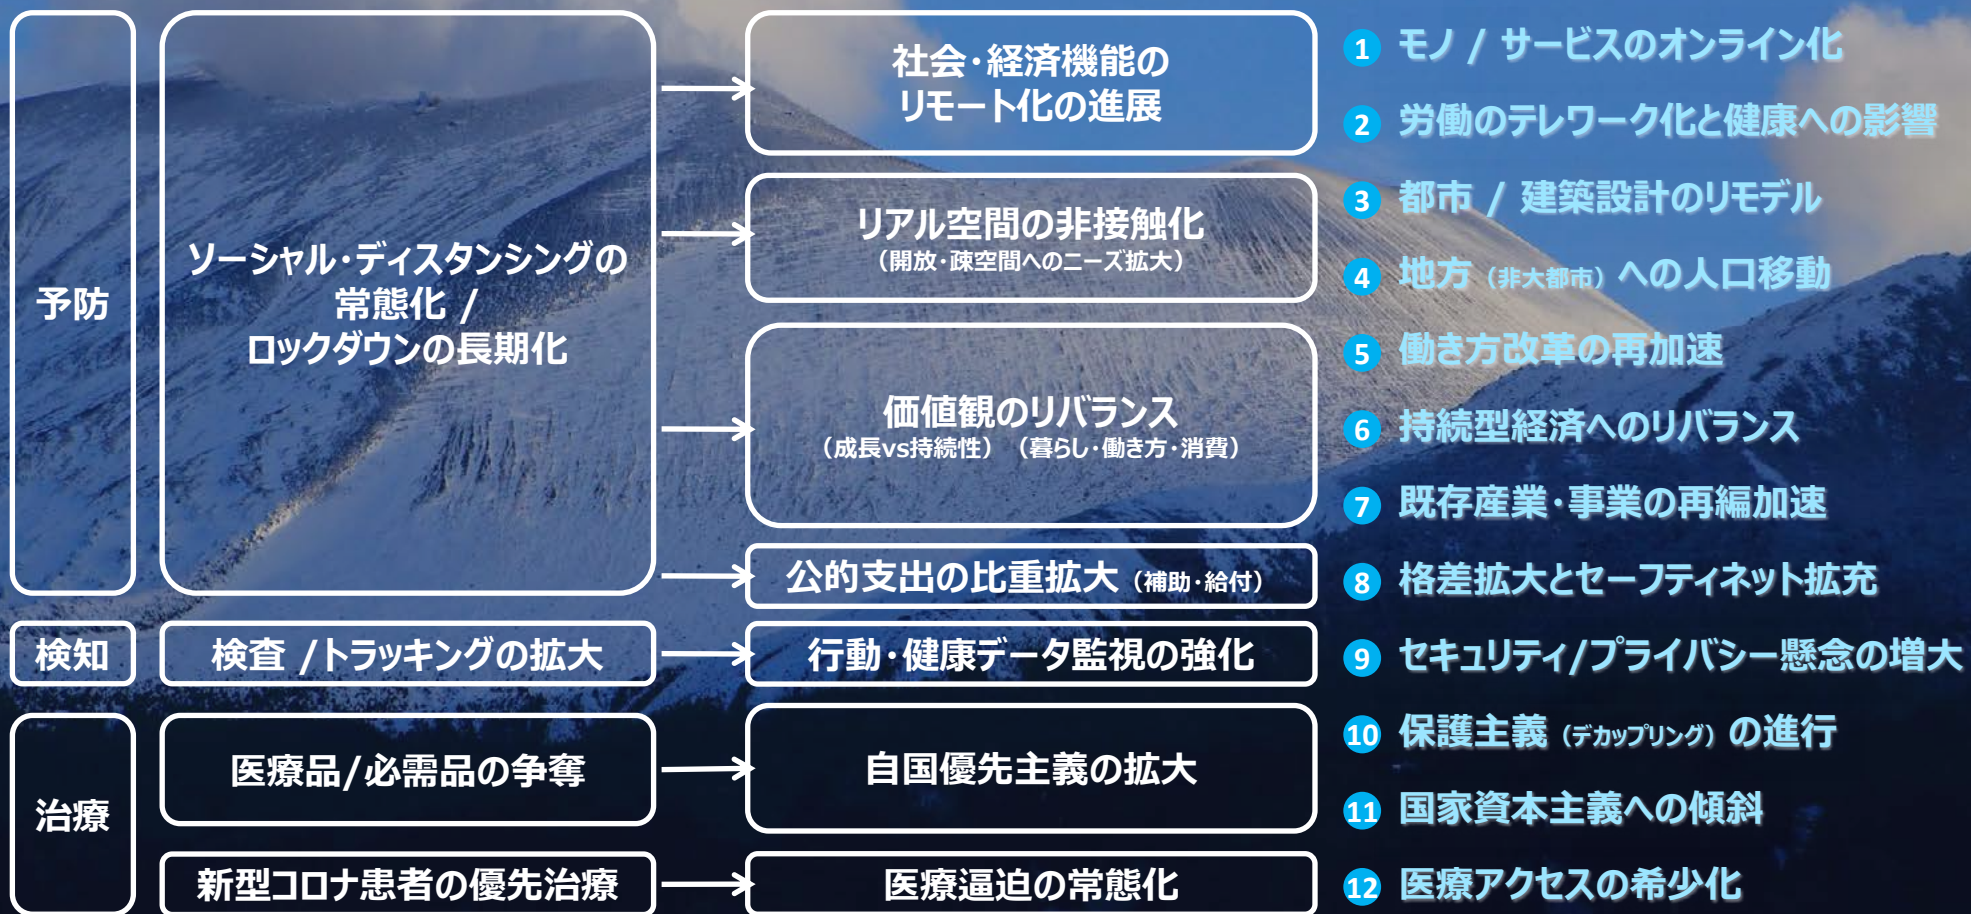 予防
ソーシャル・ディスタンシングの
常態化 /
ロックダウンの長期化
社会・経済機能の
リモート化の進展
リアル空間の非接触化
（開放・疎空間へのニーズ拡大）
価値観のリバランス
（成長vs持続性）（暮らし・働き方・消費）
公的支出の比重拡大（補助・給付）
検知
検査 /トラッキングの拡大
行動・健康データ監視の強化
治療
医療品/必需品の争奪
自国優先主義の拡大
新型コロナ患者の優先治療
医療逼迫の常態化
1 モノ / サービスのオンライン化
2 労働のテレワーク化と健康への影響
3 都市 / 建築設計のリモデル
4 地方（非大都市）への人口移動
5 働き方改革の再加速
6 持続型経済へのリバランス
7 既存産業・事業の再編加速
8 格差拡大とセーフティネット拡充
9 セキュリティ/プライバシー懸念の増大
10 保護主義（デカップリング）の進行
11 国家資本主義への傾斜
12 医療アクセスの希少化